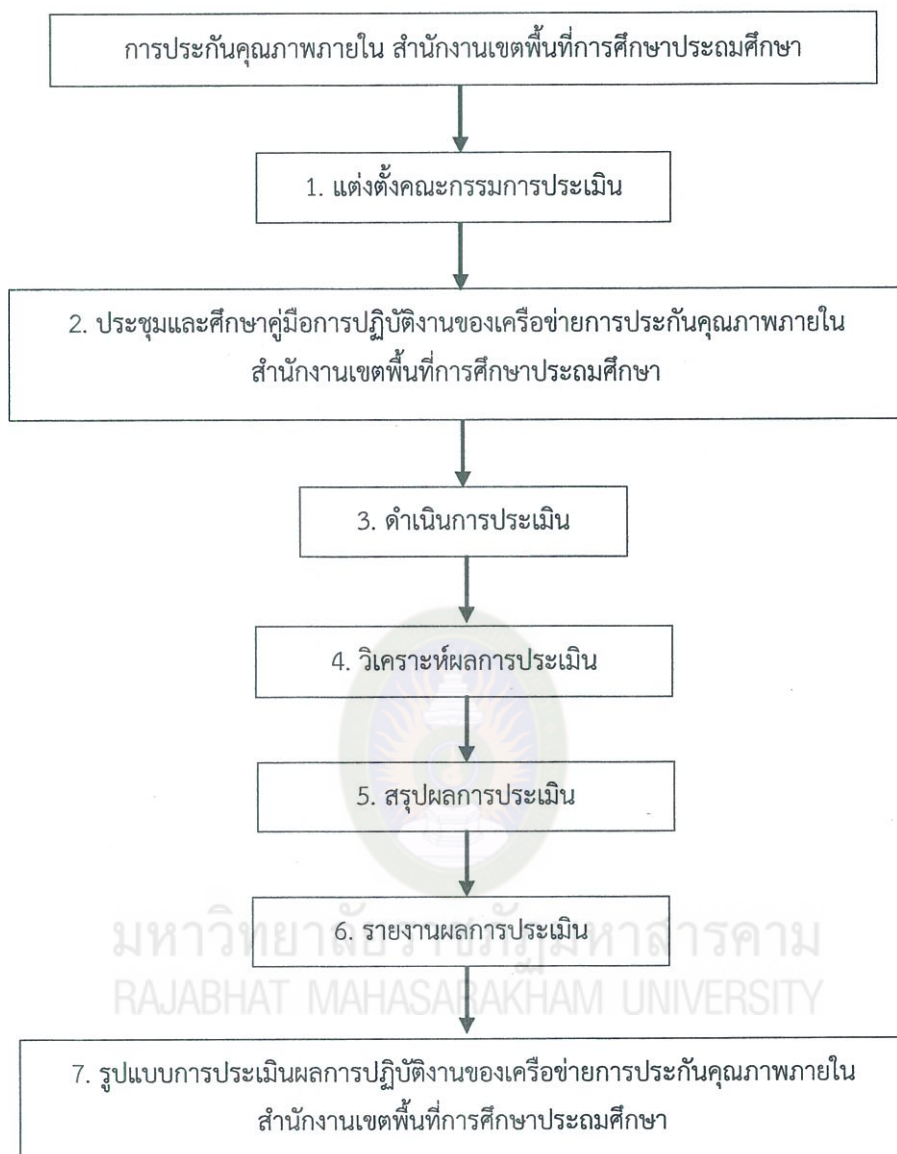 การประกันคุณภาพภายใน สำนักงานเขตพื้นที่การศึกษาประถมศึกษา
1. แต่งตั้งคณะกรรมการประเมิน
2. ประชุมและศึกษาคู่มือการปฏิบัติงานของเครือข่ายการประกันคุณภาพภายใน
สำนักงานเขตพื้นที่การศึกษาประถมศึกษา
3. ดำเนินการประเมิน
4. วิเคราะห์ผลการประเมิน
5. สรุปผลการประเมิน
6. รายงานผลการประเมิน
มหาวิทยาลัยราชภัฏมหาสารคาม
RAJABHAT MAHASARAKHAM UNIVERSITY
7. รูปแบบการประเมินผลการปฏิบัติงานของเครือข่ายการประกันคุณภาพภายใน
สำนักงานเขตพื้นที่การศึกษาประถมศึกษา